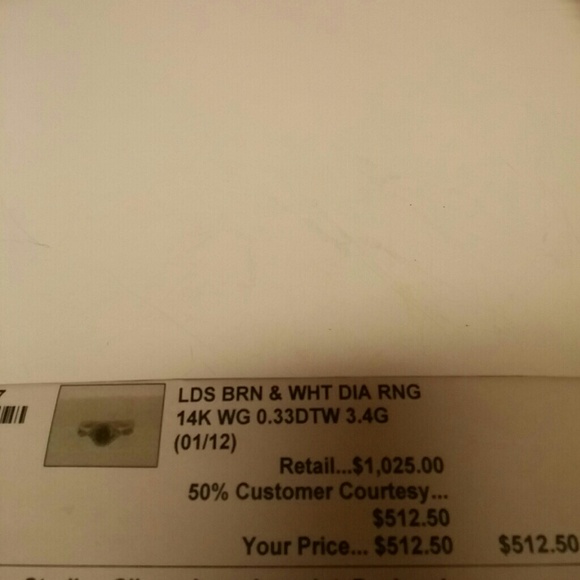 LDS BRN & WHT DIA RNG
14K WG 0.33DTW 3.4G
(01/12)
Retail...$1,025.00
50% Customer Courtesy...
$512.50
Your Price... $512.50 $512.50